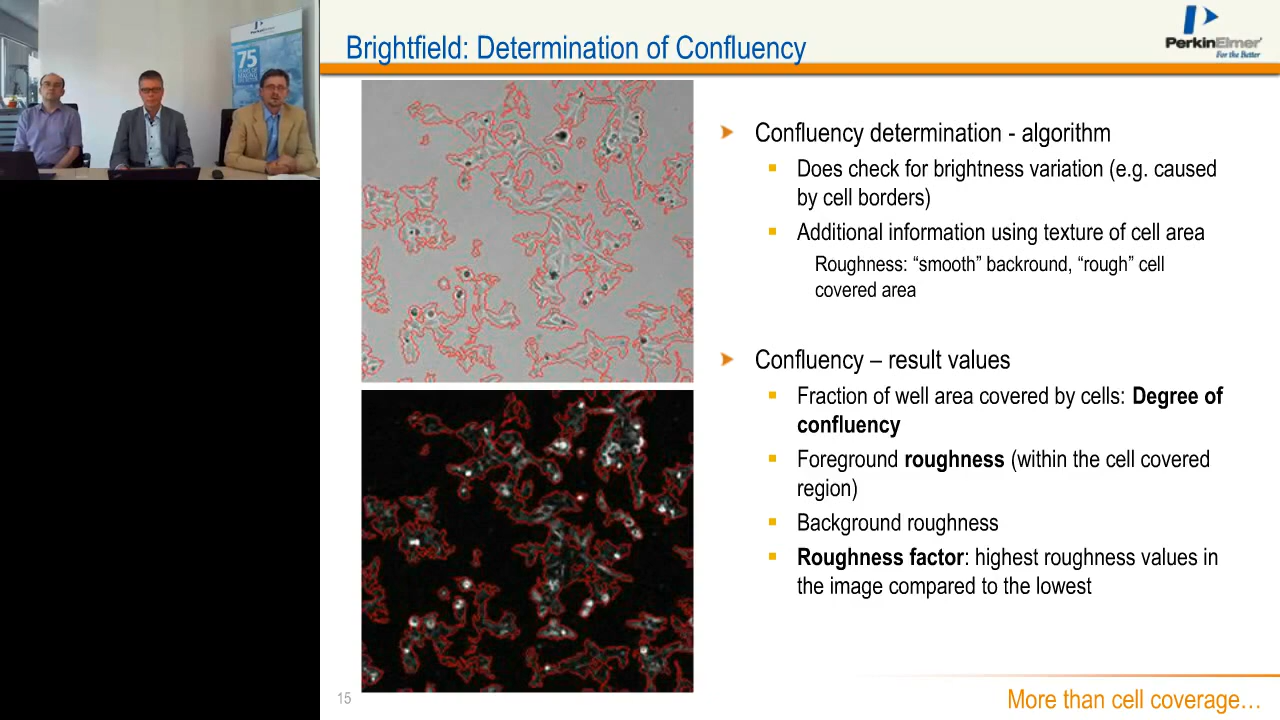 PerkinElmer
75
Brightfield: Determination of Confluency
PerkinElmer
For the Better
Confluency determination - algorithm
Does check for brightness variation (e.g. caused
by cell borders)
Additional information using texture of cell area
Roughness: “smooth” backround, “rough” cell
covered area
Confluency – result values
Fraction of well area covered by cells: Degree of
confluency
Foreground roughness (within the cell covered
region)
Background roughness
Roughness factor: highest roughness values in
the image compared to the lowest
15
More than cell coverage…